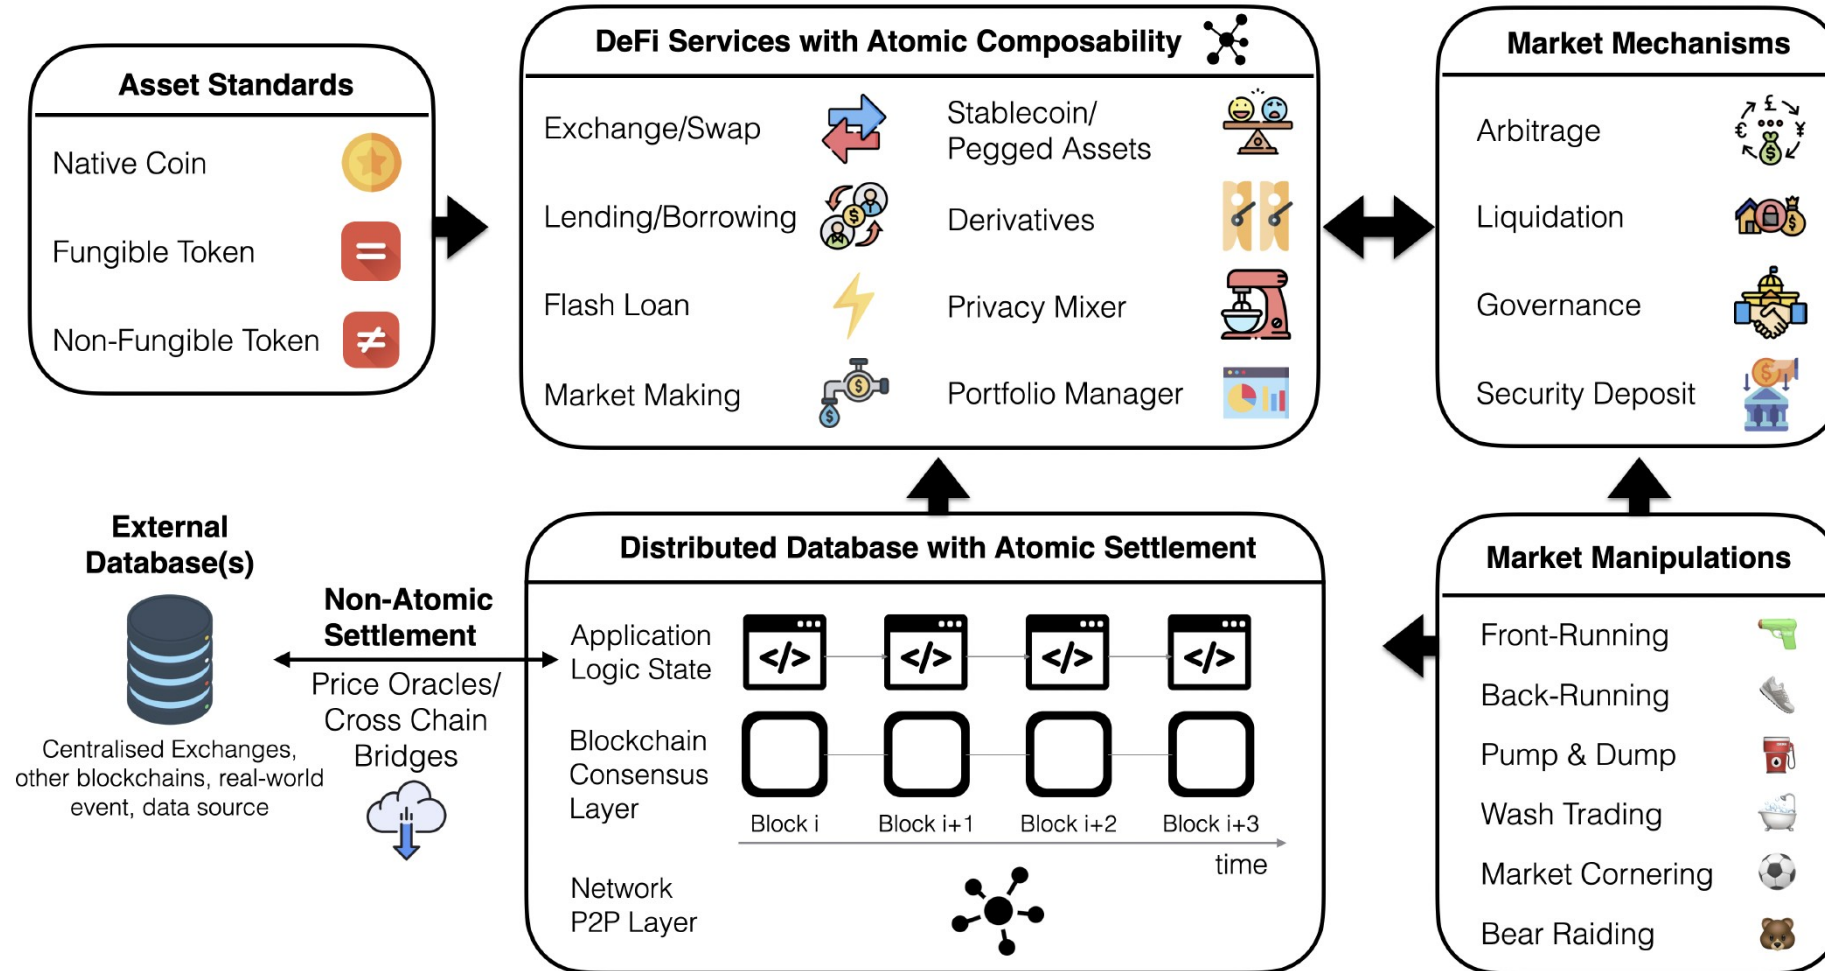 Asset Standards
Native Coin
Fungible Token
=
Non-Fungible Token
≠
DeFi Services with Atomic Composability
Exchange/Swap
Lending/Borrowing
$
Flash Loan
Market Making
$
$
Stablecoin/
Pegged Assets
Derivatives
Privacy Mixer
Portfolio Manager
Market Mechanisms
Arbitrage
£
€
¥
$
Liquidation
$
Governance
Security Deposit
$
External
Database(s)
Centralised Exchanges,
other blockchains, real-world
event, data source
Non-Atomic
Settlement
Price Oracles/
Cross Chain
Bridges
Distributed Database with Atomic Settlement
Application
Logic State
</> </> </> </>
Blockchain
Consensus
Layer
Block i Block i+1 Block i+2 Block i+3
time
Network
P2P Layer
Market Manipulations
Front-Running
Back-Running
Pump & Dump
Wash Trading
Market Cornering
Bear Raiding